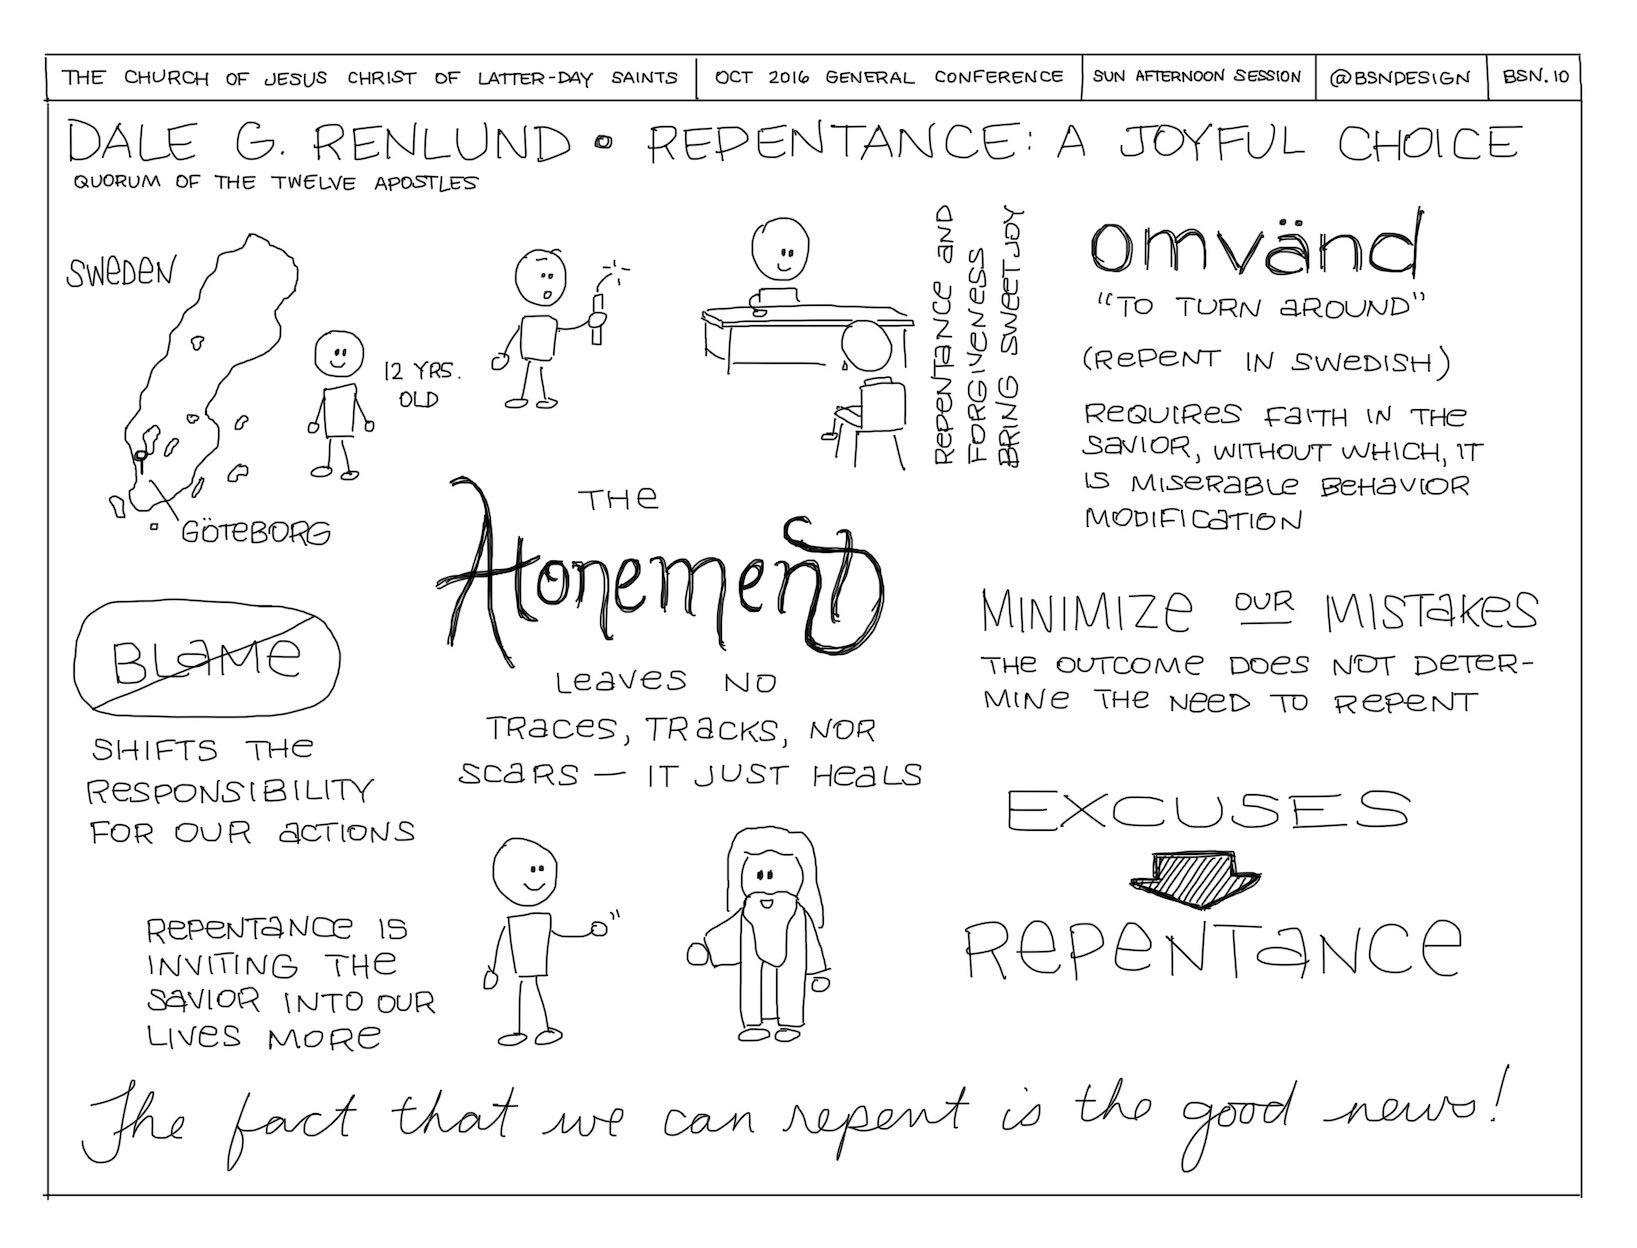 THE CHURCH OF JESUS CHRIST OF LATTER-DAY SAINTS
OCT 2016 GENERAL CONFERENCE
SUN AFTERNOON SESSION
@BSNDESIGN
BSN.10
DALE G. RENLUND • REPENTANCE: A JOYFUL CHOICE
QUORUM OF THE TWELVE APOSTLES
SWEDEN
12 YRS.
OLD
GÖTEBORG
REPENTANCE AND
FORGIVENESS
BRING SWEET JOY
omvänd
"TO TURN AROUND"
(REPENT IN SWEDISH)
REQUIRES FAITH IN THE
SAVIOR, WITHOUT WHICH, IT
IS MISERABLE BEHAVIOR
MODIFICATION
THE
Atonement
LEAVES NO
TRACES, TRACKS, NOR
SCARS — IT JUST HEALS
BLAME
SHIFTS THE
RESPONSIBILITY
FOR OUR ACTIONS
MINIMIZE OUR MISTAKES
THE OUTCOME DOES NOT DETER-
MINE THE NEED TO REPENT
EXCUSES
REPENTANCE
REPENTANCE IS
INVITING THE
SAVIOR INTO OUR
LIVES MORE
The fact that we can repent is the good news!